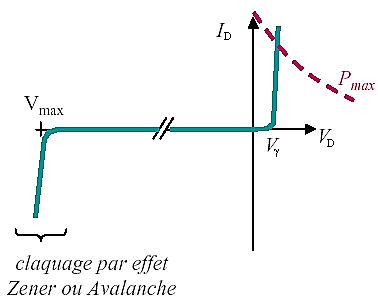 I_D
P_max
V_max
V_γ
V_D
claquage par effet
Zener ou Avalanche